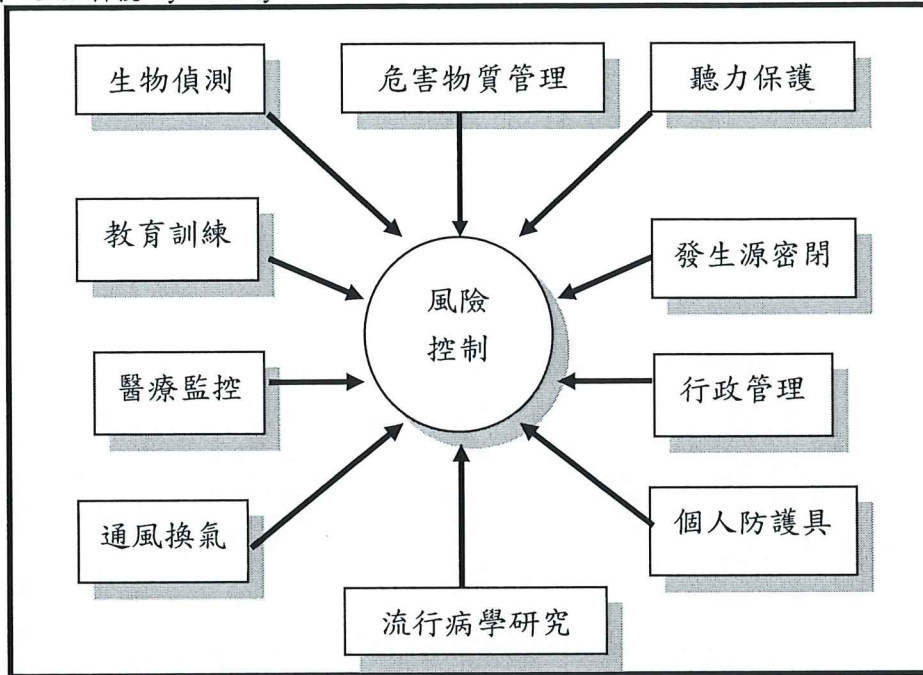 生物偵測
危害物質管理
聽力保護
教育訓練
發生源密閉
風險
控制
醫療監控
行政管理
通風換氣
個人防護具
流行病學研究